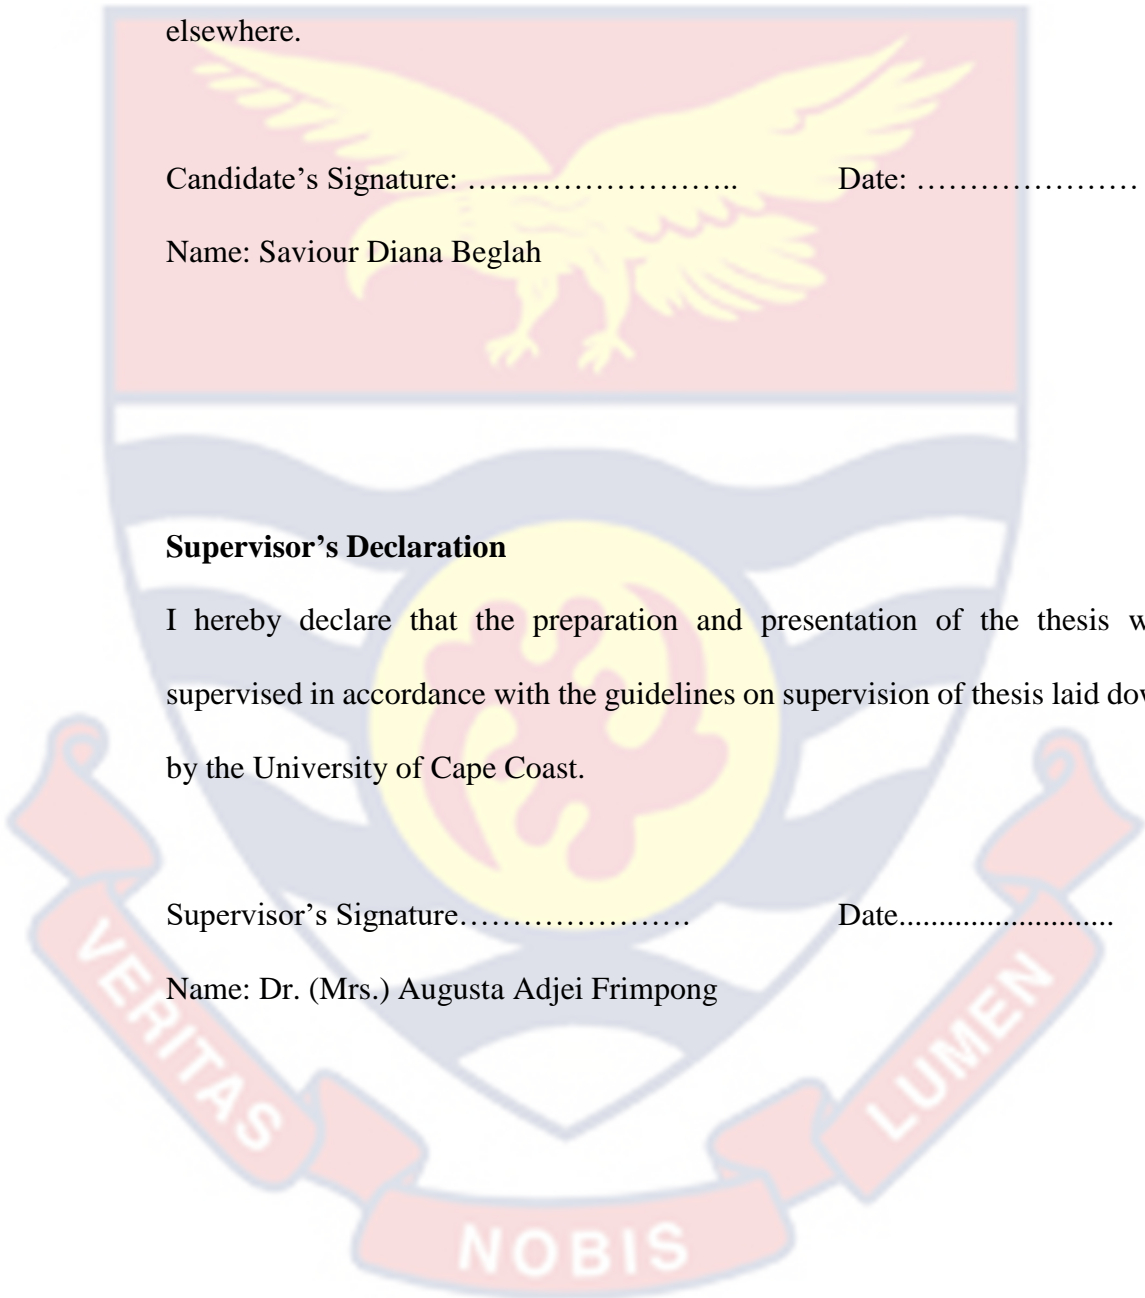 elsewhere.
Candidate’s Signature: …………………….. Date: …………………
Name: Saviour Diana Beglah
Supervisor’s Declaration
I hereby declare that the preparation and presentation of the thesis
supervised in accordance with the guidelines on supervision of thesis laid
by the University of Cape Coast.
Supervisor’s Signature…………………. Date..........................
Name: Dr. (Mrs.) Augusta Adjei Frimpong
VERITAS
NOBIS
LUMEN